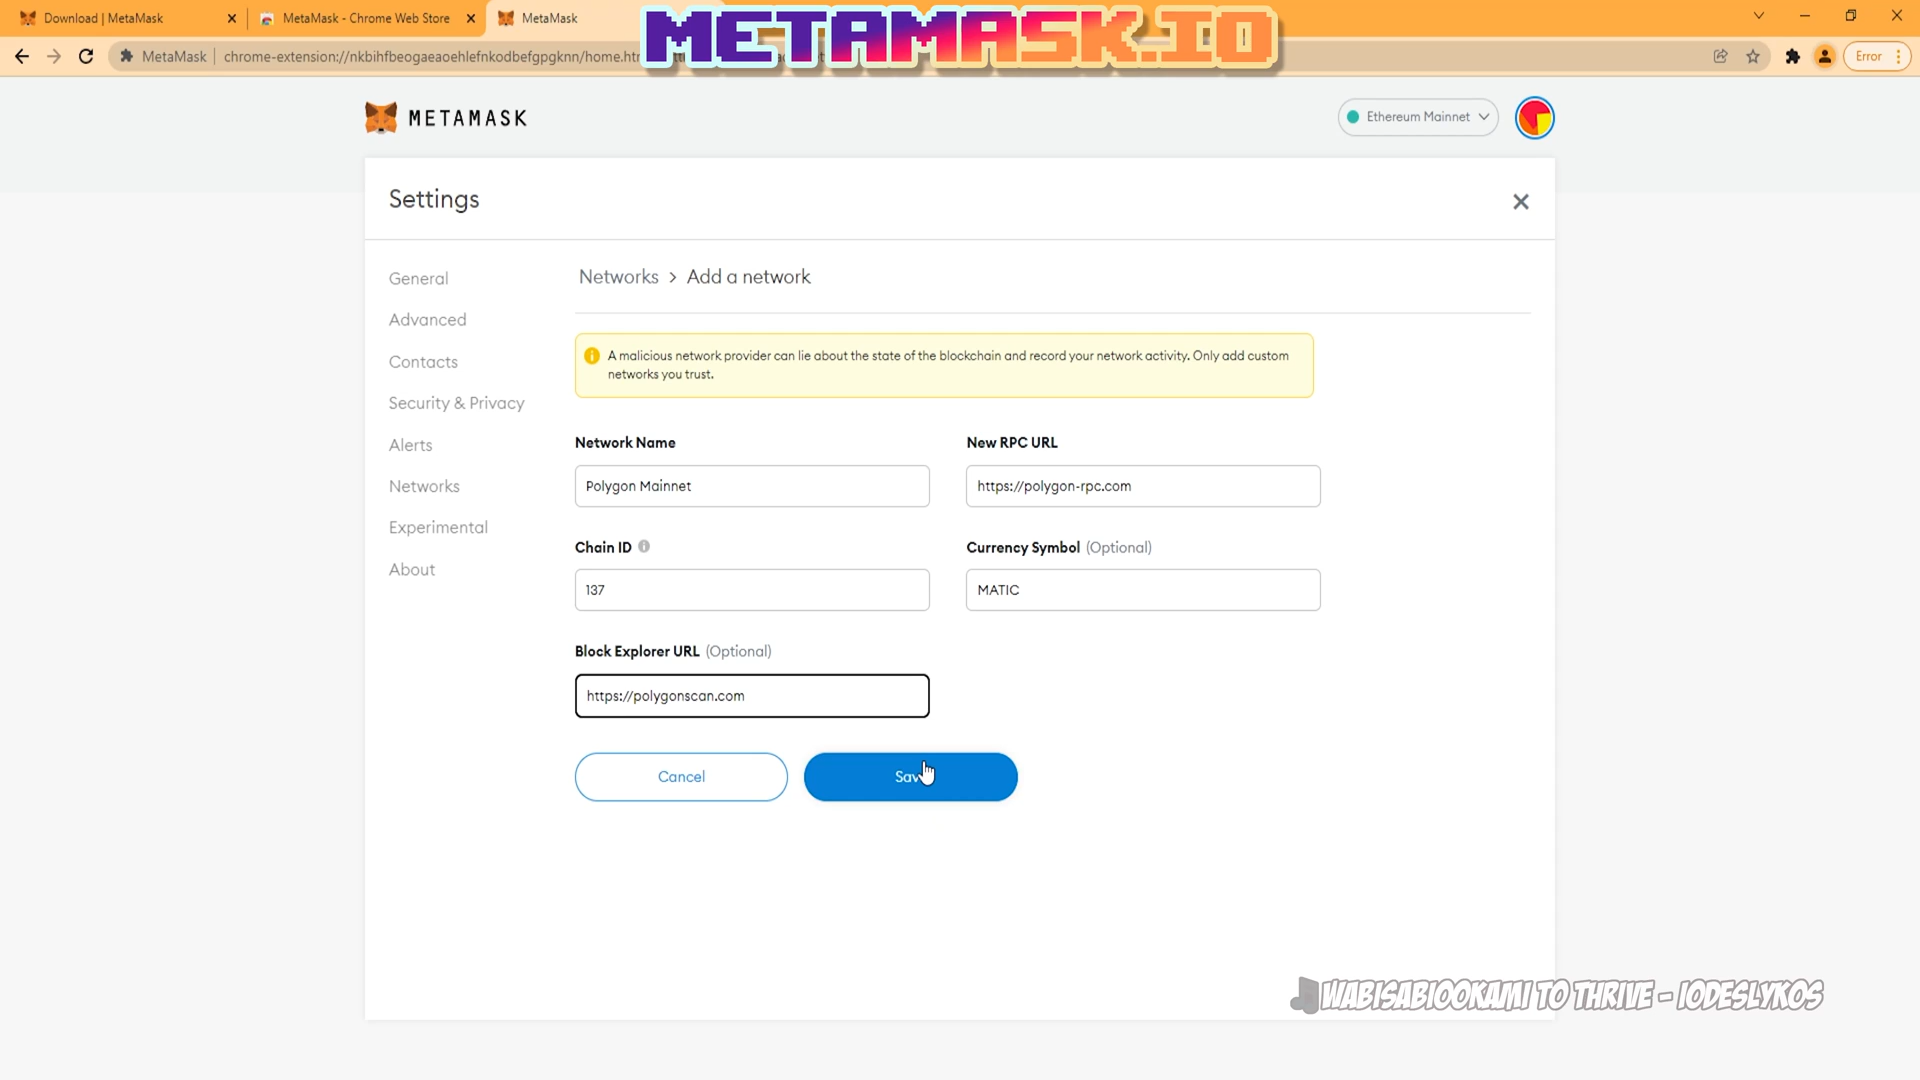 Download | MetaMask
MetaMask - Chrome Web Store
MetaMask
METAMASK.IO
MetaMask
chrome-extension://nkbihfbeogaeaoehlefnkodbefgpgknn/home.html
Error
METAMASK
Ethereum Mainnet
Settings
General
Advanced
Contacts
Security & Privacy
Alerts
Networks
Experimental
About
Networks > Add a network
A malicious network provider can lie about the state of the blockchain and record your network activity. Only add custom
networks you trust.
Network Name
New RPC URL
Polygon Mainnet
https://polygon-rpc.com
Chain ID
Currency Symbol (Optional)
137
MATIC
Block Explorer URL (Optional)
https://polygonscan.com
Cancel
Save
WABISABIOOKAMI TO THRIVE - IODESLYKOS